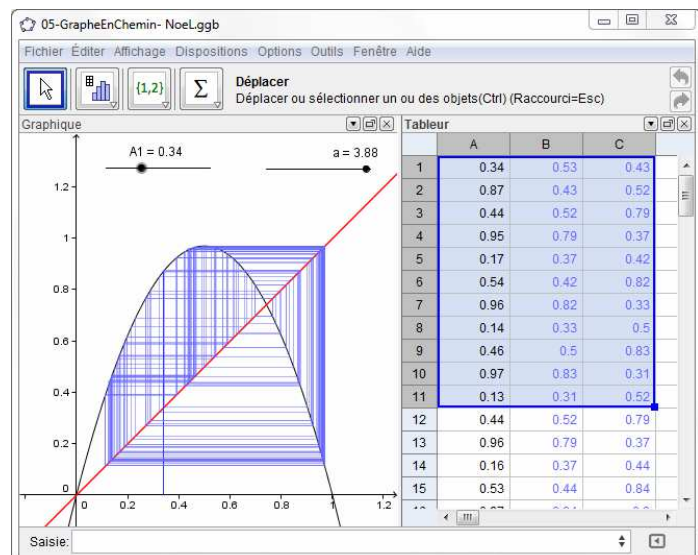 05-GrapheEnChemin- NoeL.ggb
Fichier Éditer Affichage Dispositions Options Outils Fenêtre Aide
{1,2} Σ
Déplacer
Déplacer ou sélectionner un ou des objets(Ctrl) (Raccourci=Esc)
Graphique
A1 = 0.34 a = 3.88
1.2
1
0.8
0.6
0.4
0.2
0
0 0.2 0.4 0.6 0.8 1 1.2
Tableur
A B C
1 0.34 0.53 0.43
2 0.87 0.43 0.52
3 0.44 0.52 0.79
4 0.95 0.79 0.37
5 0.17 0.37 0.42
6 0.54 0.42 0.82
7 0.96 0.82 0.33
8 0.14 0.33 0.5
9 0.46 0.5 0.83
10 0.97 0.83 0.31
11 0.13 0.31 0.52
12 0.44 0.52 0.79
13 0.96 0.79 0.37
14 0.16 0.37 0.44
15 0.53 0.44 0.84
Saisie: